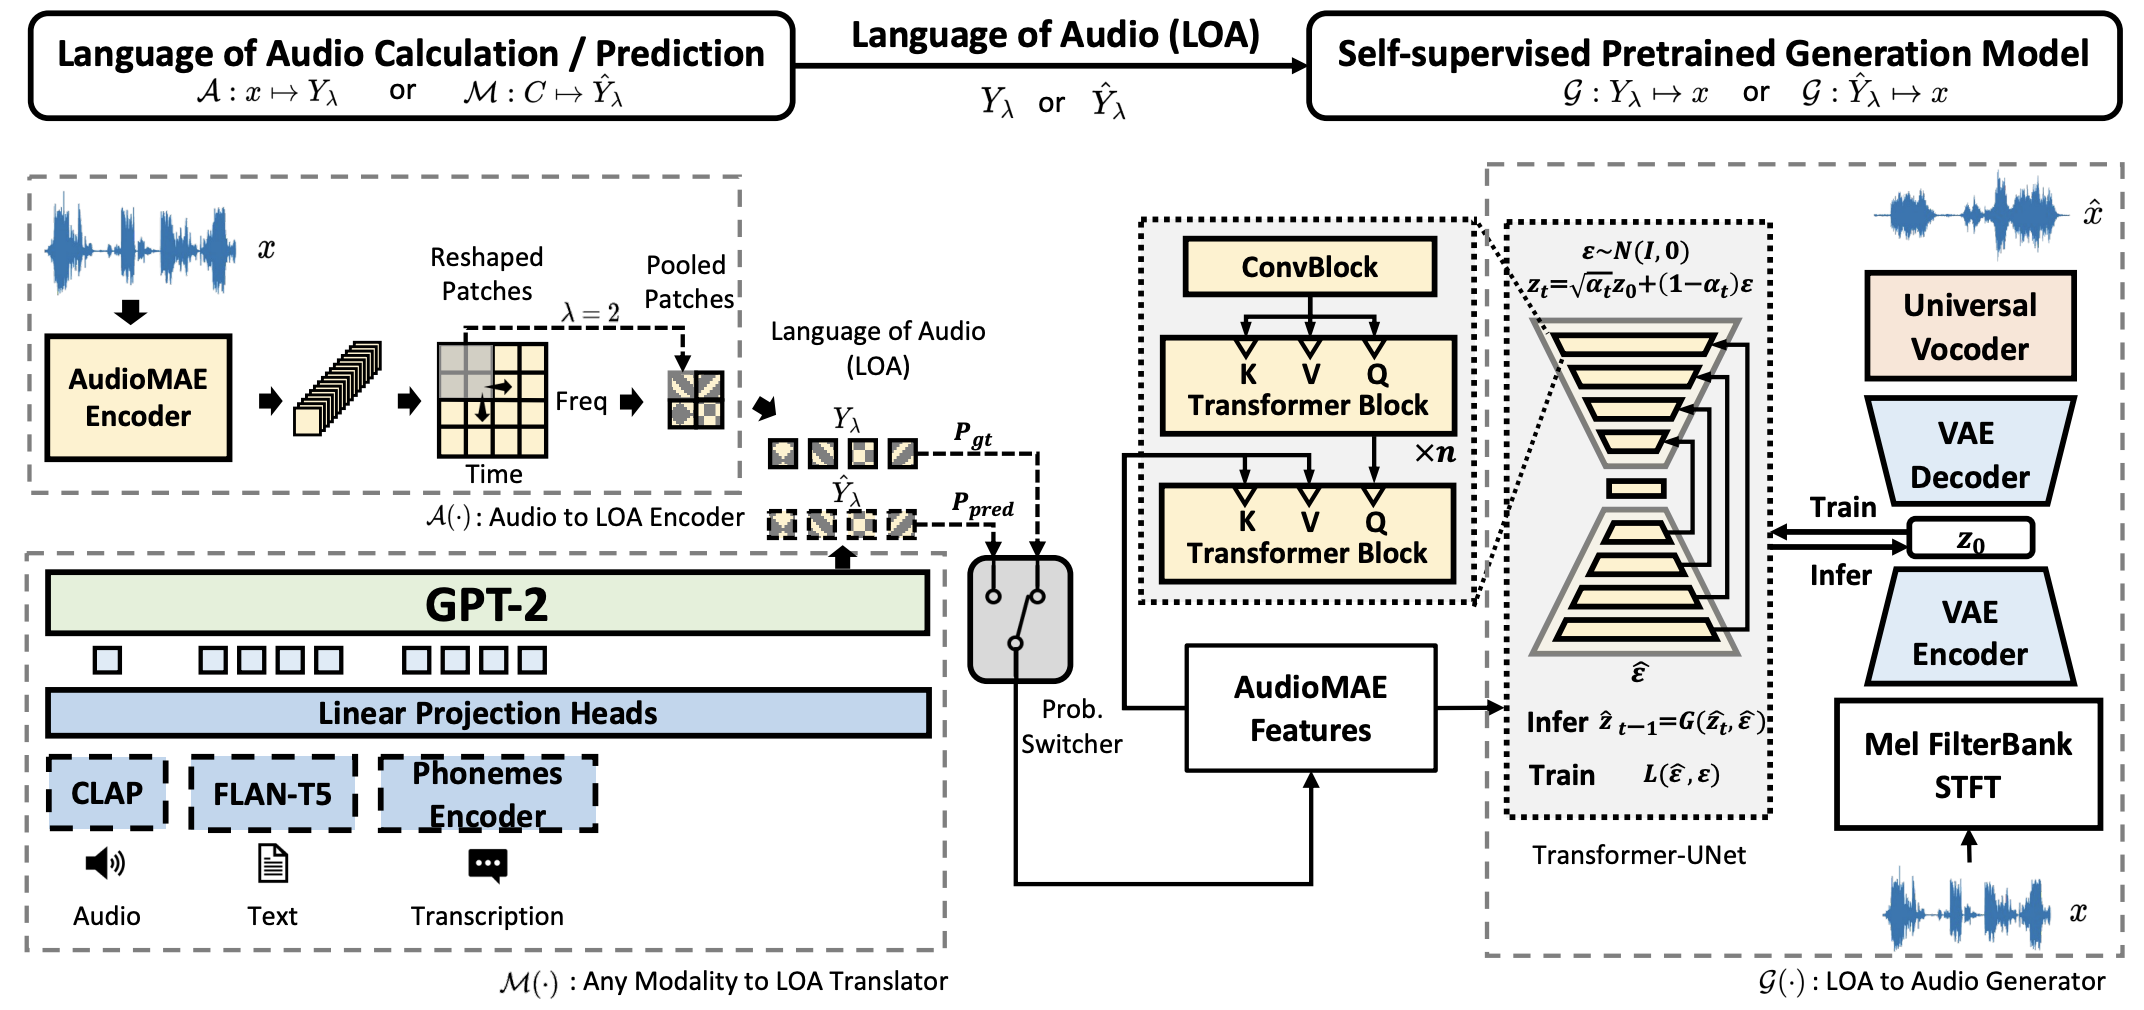 Language of Audio Calculation / Prediction
𝒜 : x ↦ Y_λ or ℳ : C ↦ Ŷ_λ
Language of Audio (LOA)
Y_λ or Ŷ_λ
Self-supervised Pretrained Generation Model
𝒢 : Y_λ ↦ x or 𝒢 : Ŷ_λ ↦ x
x
AudioMAE
Encoder
Reshaped
Patches
λ = 2
Pooled
Patches
Freq
Time
𝒜(·) : Audio to LOA Encoder
Language of Audio
(LOA)
Y_λ
P_gt
Ŷ_λ
P_pred
GPT-2
Linear Projection Heads
CLAP
FLAN-T5
Phonemes
Encoder
Audio
Text
Transcription
ℳ(·) : Any Modality to LOA Translator
Prob.
Switcher
ConvBlock
K V Q
Transformer Block
×n
K V Q
Transformer Block
AudioMAE
Features
ε~N(I, 0)
z_t=√α_t z_0+(1−α_t)ε
ε̂
Infer ẑ_t−1=G(ẑ_t, ε̂)
Train L(ε̂, ε)
Transformer-UNet
Train
Infer
x̂
Universal
Vocoder
VAE
Decoder
z_0
VAE
Encoder
Mel FilterBank
STFT
x
𝒢(·) : LOA to Audio Generator